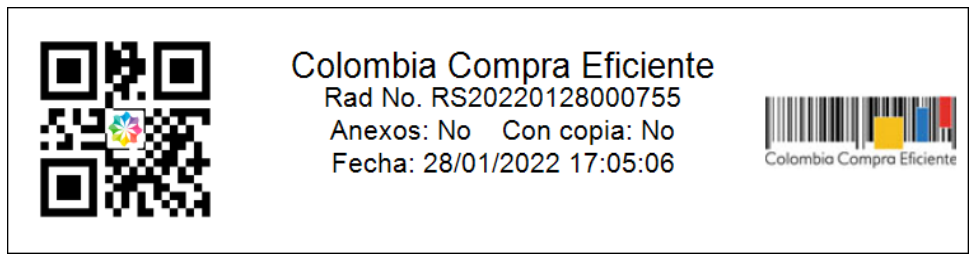 Colombia Compra Eficiente
Rad No. RS20220128000755
Anexos: No Con copia: No
Fecha: 28/01/2022 17:05:06
Colombia Compra Eficiente